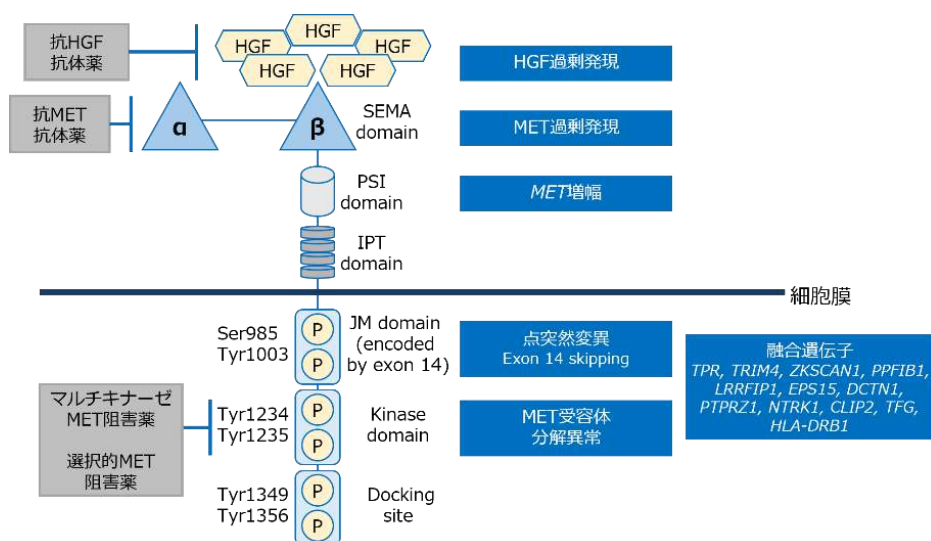 抗HGF
抗体薬
HGF
HGF
HGF
HGF
HGF
HGF過剰発現
抗MET
抗体薬
α
β
SEMA
domain
MET過剰発現
PSI
domain
MET増幅
IPT
domain
細胞膜
Ser985
Tyr1003
P
P
JM domain
(encoded
by exon 14)
点突然変異
Exon 14 skipping
融合遺伝子
TPR, TRIM4, ZKSCAN1, PPFIB1,
LRRFIP1, EPS15, DCTN1,
PTPRZ1, NTRK1, CLIP2, TFG,
HLA-DRB1
マルチキナーゼ
MET阻害薬
選択的MET
阻害薬
Tyr1234
Tyr1235
P
P
Kinase
domain
MET受容体
分解異常
Tyr1349
Tyr1356
P
P
Docking
site